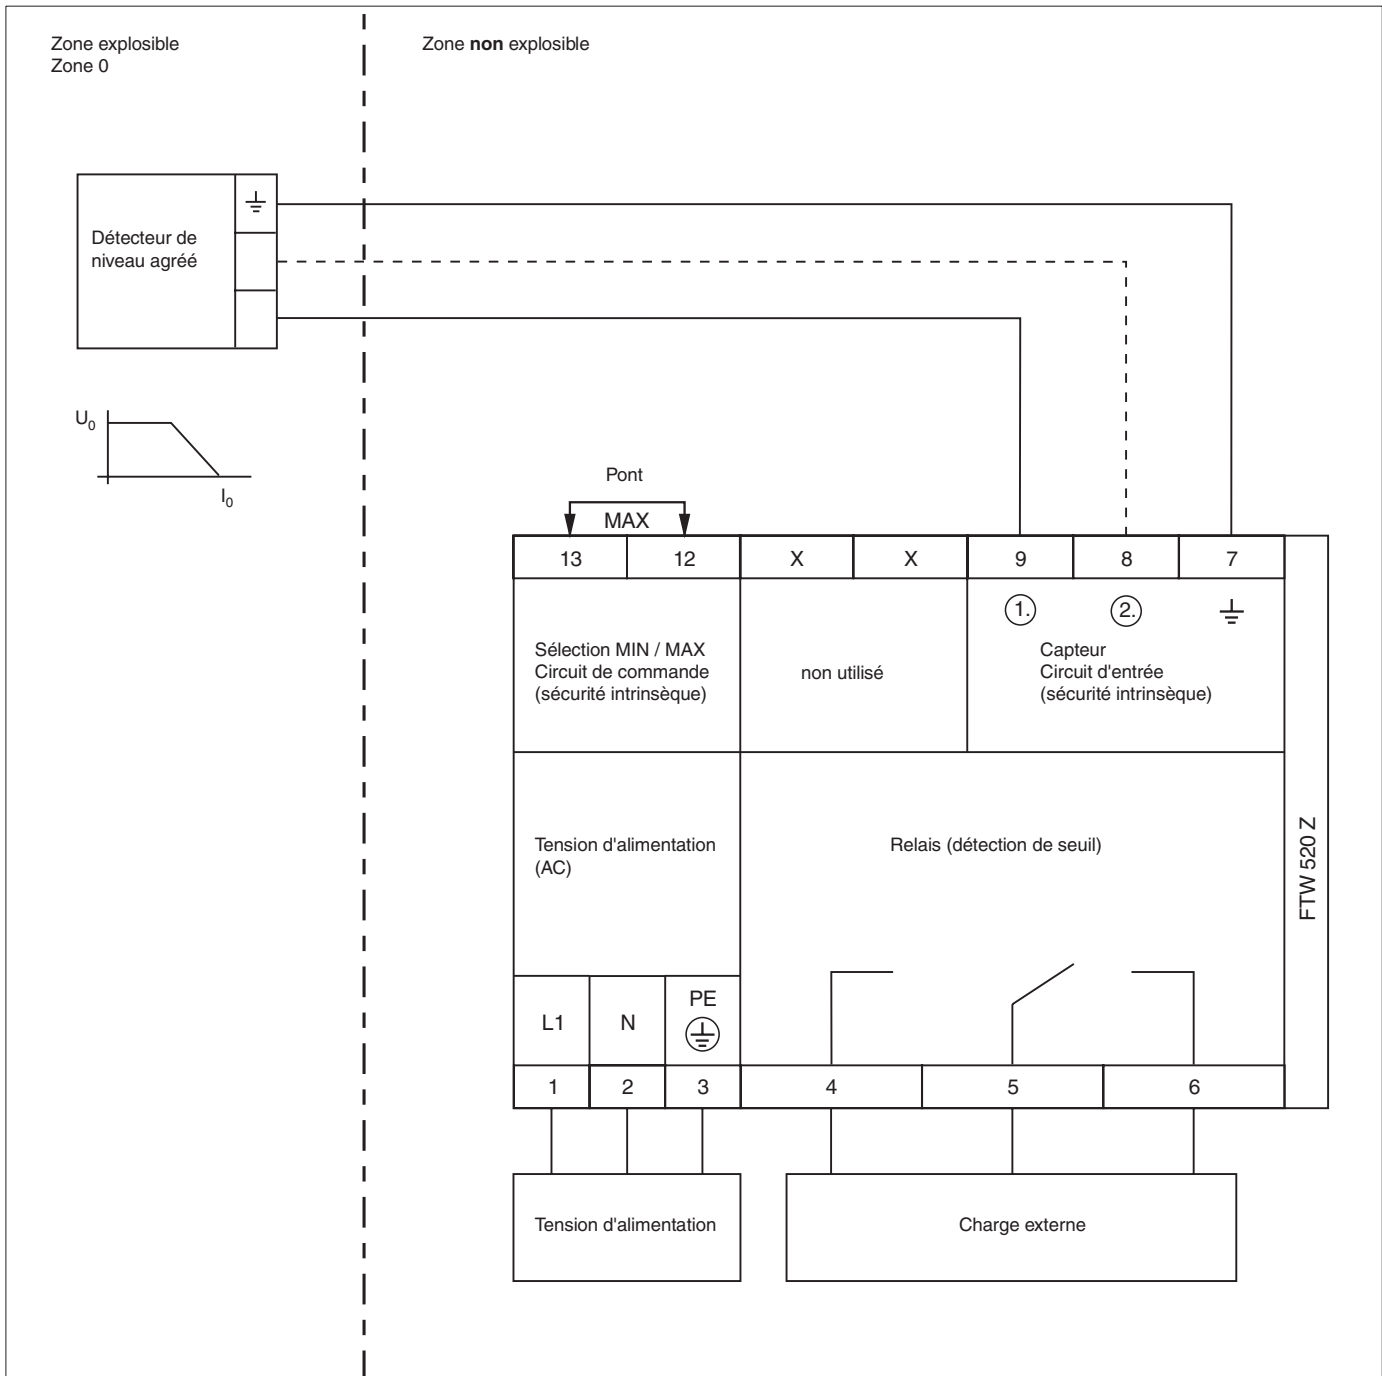 Zone explosible
Zone 0
Zone non explosible
Détecteur de
niveau agréé
U0
I0
Pont
MAX
13
12
X
X
9
8
7
1.
2.
Sélection MIN / MAX
Circuit de commande
(sécurité intrinsèque)
non utilisé
Capteur
Circuit d'entrée
(sécurité intrinsèque)
Tension d'alimentation
(AC)
Relais (détection de seuil)
FTW 520 Z
L1
N
PE
1
2
3
4
5
6
Tension d'alimentation
Charge externe